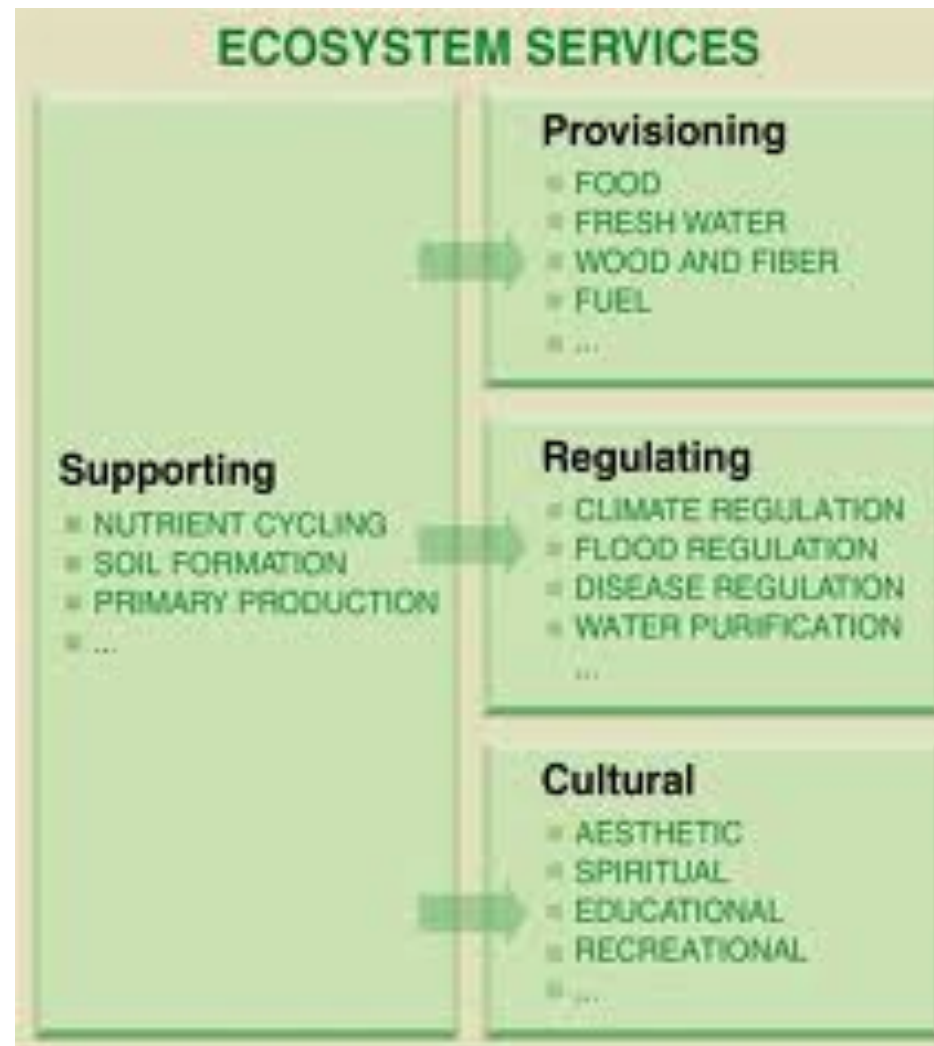 ECOSYSTEM SERVICES
Supporting
NUTRIENT CYCLING
SOIL FORMATION
PRIMARY PRODUCTION
...
Provisioning
FOOD
FRESH WATER
WOOD AND FIBER
FUEL
...
Regulating
CLIMATE REGULATION
FLOOD REGULATION
DISEASE REGULATION
WATER PURIFICATION
...
Cultural
AESTHETIC
SPIRITUAL
EDUCATIONAL
RECREATIONAL
...